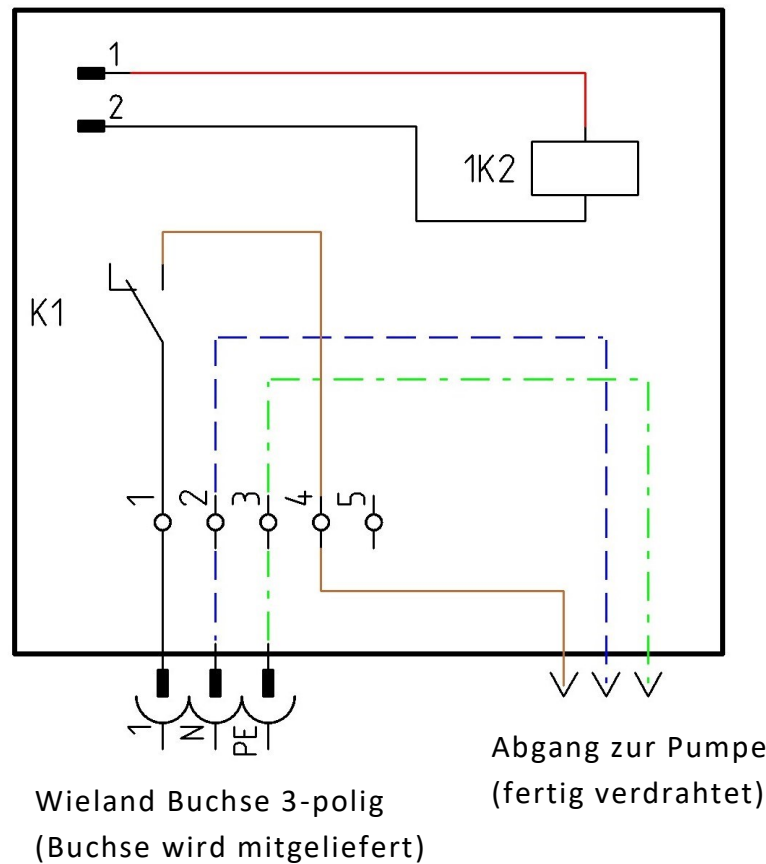 1
2
1K2
K1
1 2 3 4 5
1 N PE
Abgang zur Pumpe
(fertig verdrahtet)
Wieland Buchse 3-polig
(Buchse wird mitgeliefert)